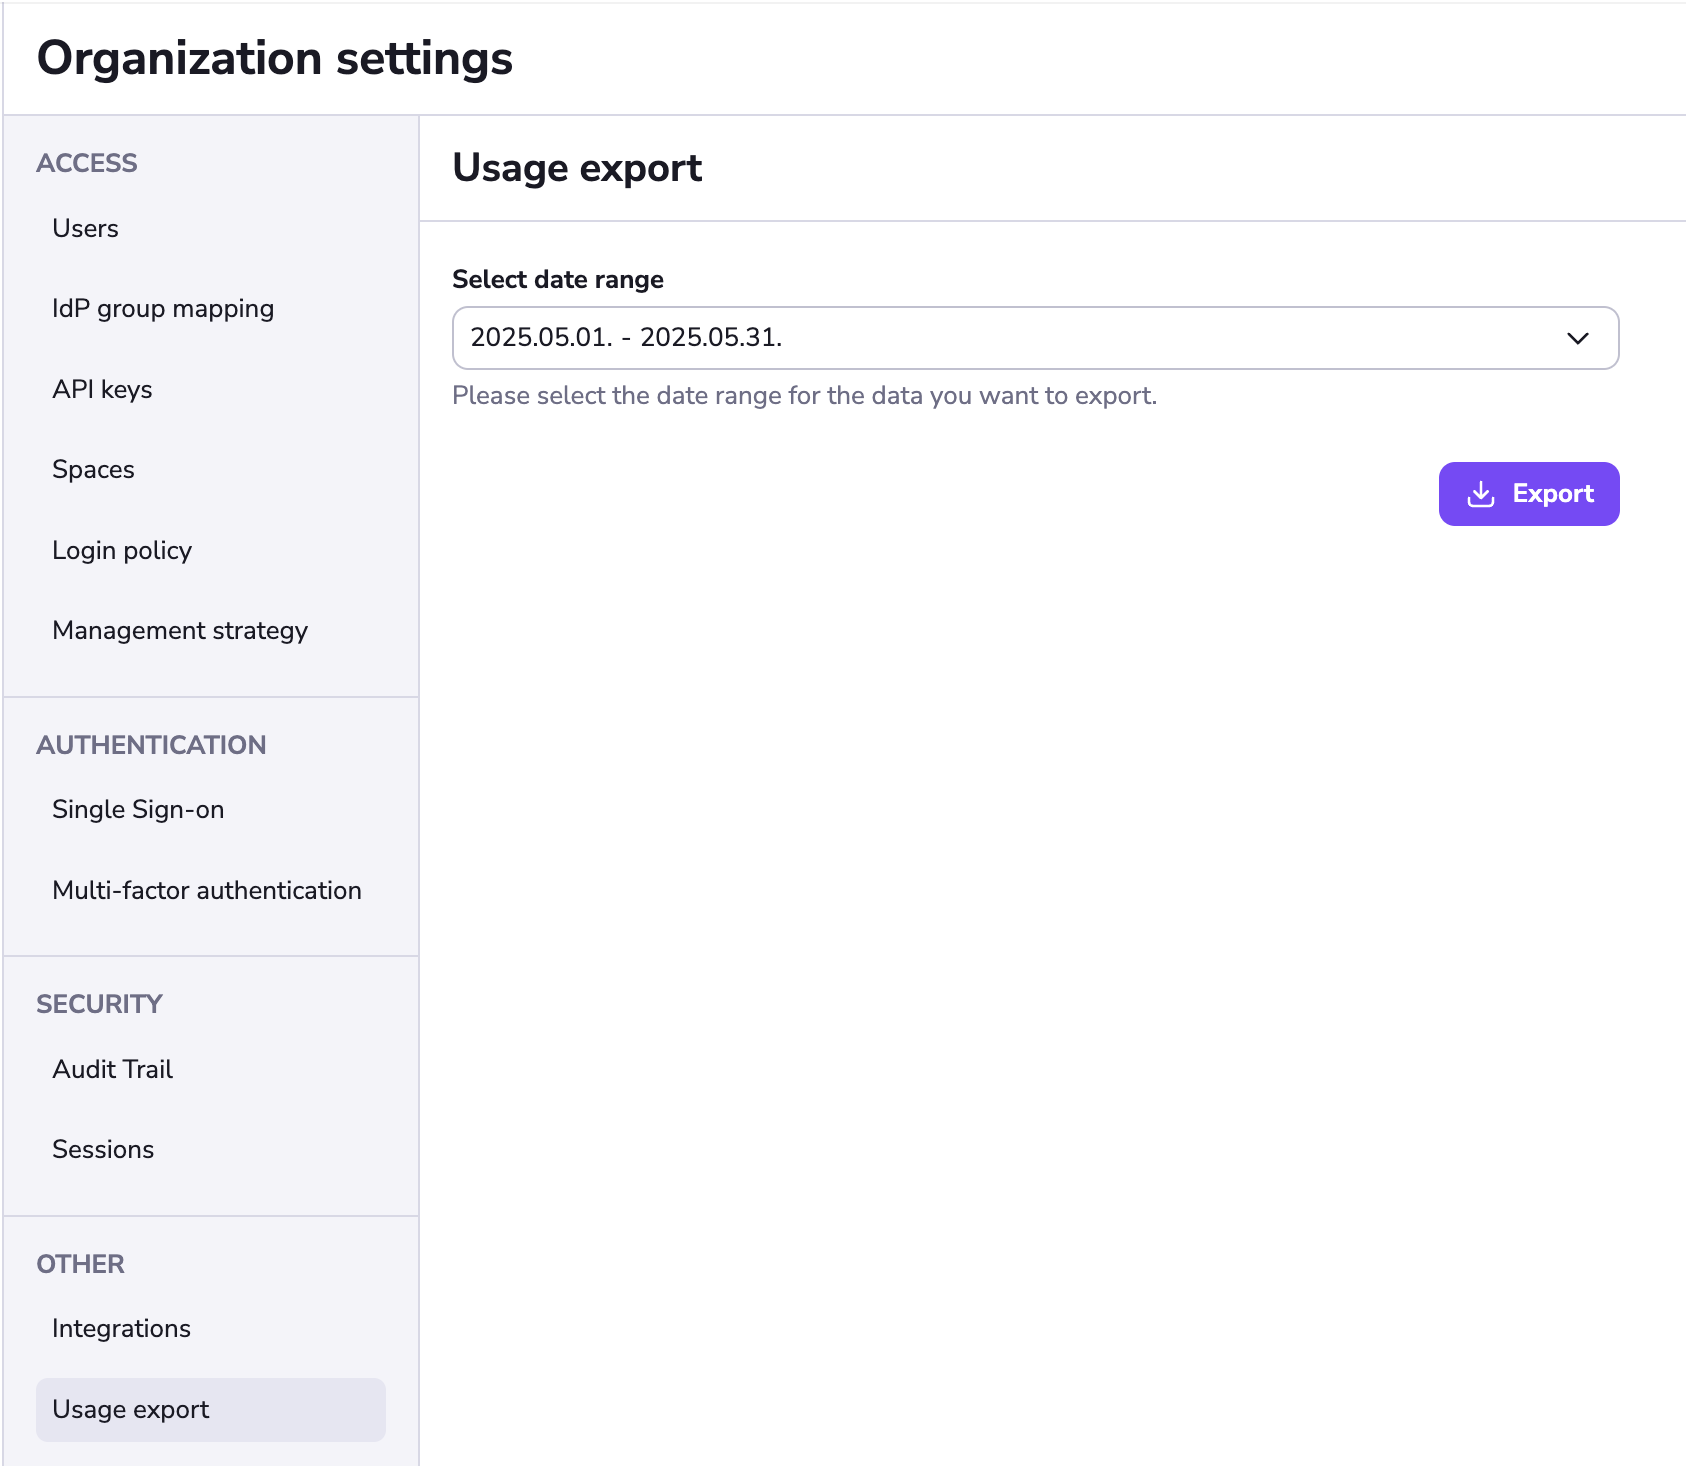 Organization settings
ACCESS
Users
IdP group mapping
API keys
Spaces
Login policy
Management strategy
AUTHENTICATION
Single Sign-on
Multi-factor authentication
SECURITY
Audit Trail
Sessions
OTHER
Integrations
Usage export
Usage export
Select date range
2025.05.01. - 2025.05.31.
Please select the date range for the data you want to export.
Export